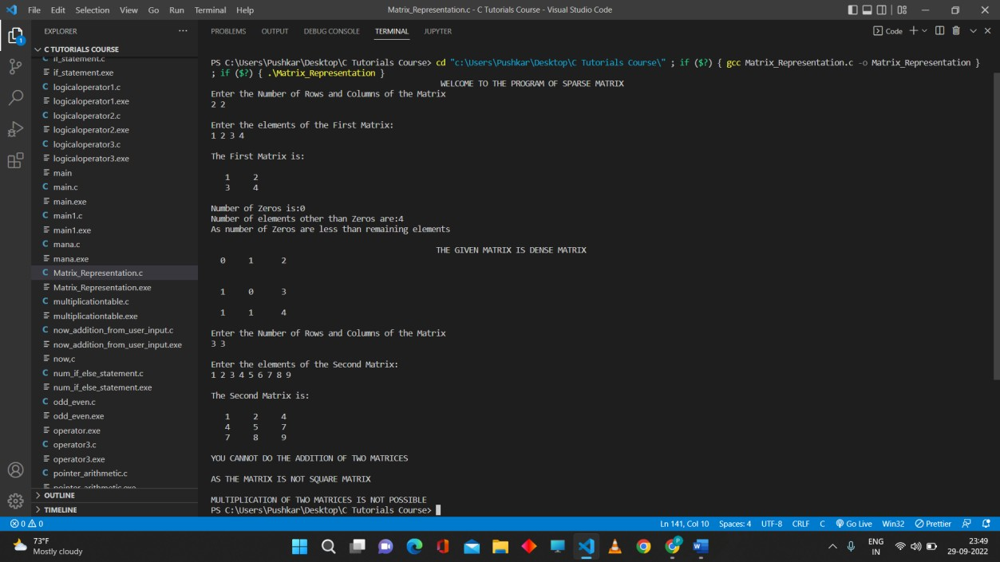 File Edit Selection View Go Run Terminal Help
Matrix_Representation.c - C Tutorials Course - Visual Studio Code
EXPLORER
1
C TUTORIALS COURSE
if_statement.c
if_statement.exe
logicaloperator1.c
logicaloperator1.exe
logicaloperator2.c
logicaloperator2.exe
logicaloperator3.c
logicaloperator3.exe
main
main.c
main.exe
main1.c
main1.exe
mana.c
mana.exe
Matrix_Representation.c
Matrix_Representation.exe
multiplicationtable.c
multiplicationtable.exe
now_addition_from_user_input.c
now_addition_from_user_input.exe
now,c
num_if_else_statement.c
num_if_else_statement.exe
odd_even.c
odd_even.exe
operator.exe
operator3.c
operator3.exe
pointer_arithmetic.c
pointer_arithmetic.exe
OUTLINE
TIMELINE
PROBLEMS OUTPUT DEBUG CONSOLE TERMINAL JUPYTER
Code
PS C:\Users\Pushkar\Desktop\C Tutorials Course> cd "c:\Users\Pushkar\Desktop\C Tutorials Course\" ; if ($?) { gcc Matrix_Representation.c -o Matrix_Representation }
; if ($?) { .\Matrix_Representation }
WELCOME TO THE PROGRAM OF SPARSE MATRIX
Enter the Number of Rows and Columns of the Matrix
2 2
Enter the elements of the First Matrix:
1 2 3 4
The First Matrix is:
1 2
3 4
Number of Zeros is:0
Number of elements other than Zeros are:4
As number of Zeros are less than remaining elements
THE GIVEN MATRIX IS DENSE MATRIX
0 1 2
1 0 3
1 1 4
Enter the Number of Rows and Columns of the Matrix
3 3
Enter the elements of the Second Matrix:
1 2 3 4 5 6 7 8 9
The Second Matrix is:
1 2 4
4 5 7
7 8 9
YOU CANNOT DO THE ADDITION OF TWO MATRICES
AS THE MATRIX IS NOT SQUARE MATRIX
MULTIPLICATION OF TWO MATRICES IS NOT POSSIBLE
PS C:\Users\Pushkar\Desktop\C Tutorials Course>
0 0
Ln 141, Col 10 Spaces: 4 UTF-8 CRLF C Go Live Win32 Prettier
73°F
Mostly cloudy
ENG
IN
23:49
29-09-2022